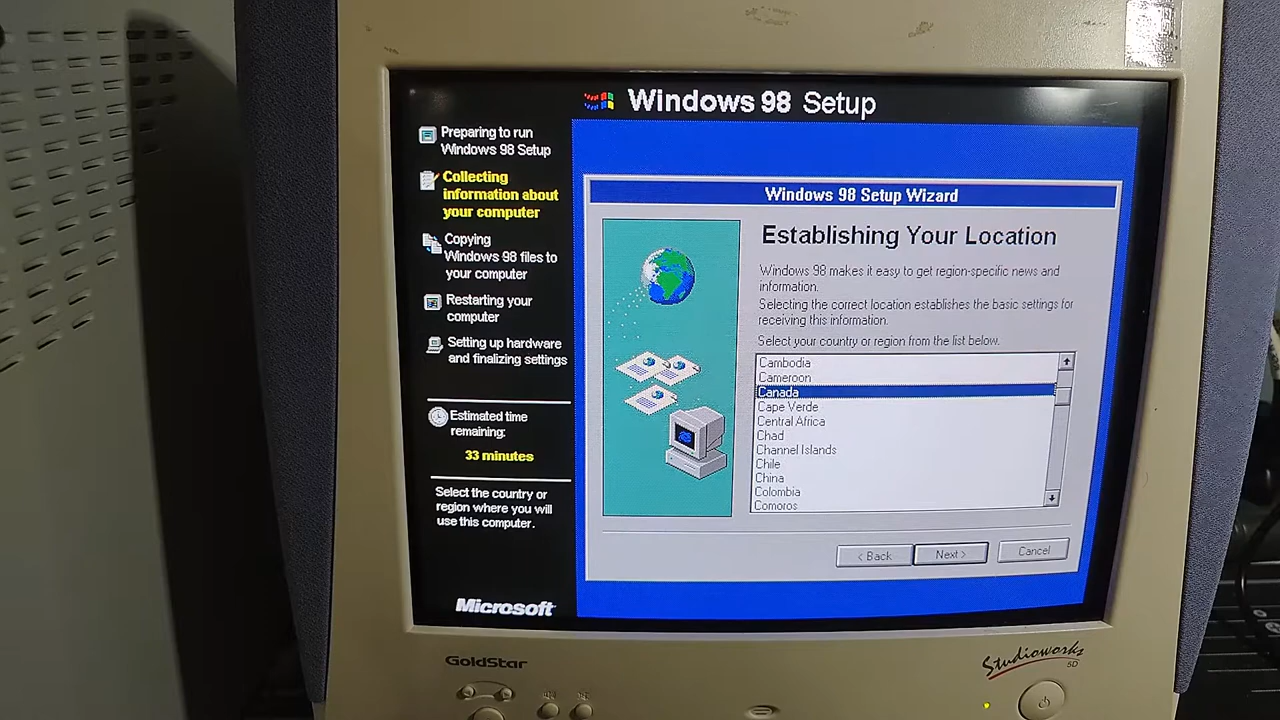 Windows 98 Setup
Preparing to run
Windows 98 Setup
Collecting
information about
your computer
Copying
Windows 98 files to
your computer
Restarting your
computer
Setting up hardware
and finalizing settings
Estimated time
remaining:
33 minutes
Select the country or
region where you will
use this computer.
Microsoft
Windows 98 Setup Wizard
Establishing Your Location
Windows 98 makes it easy to get region-specific news and
information.
Selecting the correct location establishes the basic settings for
receiving this information.
Select your country or region from the list below.
Cambodia
Cameroon
Canada
Cape Verde
Central Africa
Chad
Channel Islands
Chile
China
Colombia
Comoros
< Back
Next >
Cancel
GoldStar
Studioworks
5D